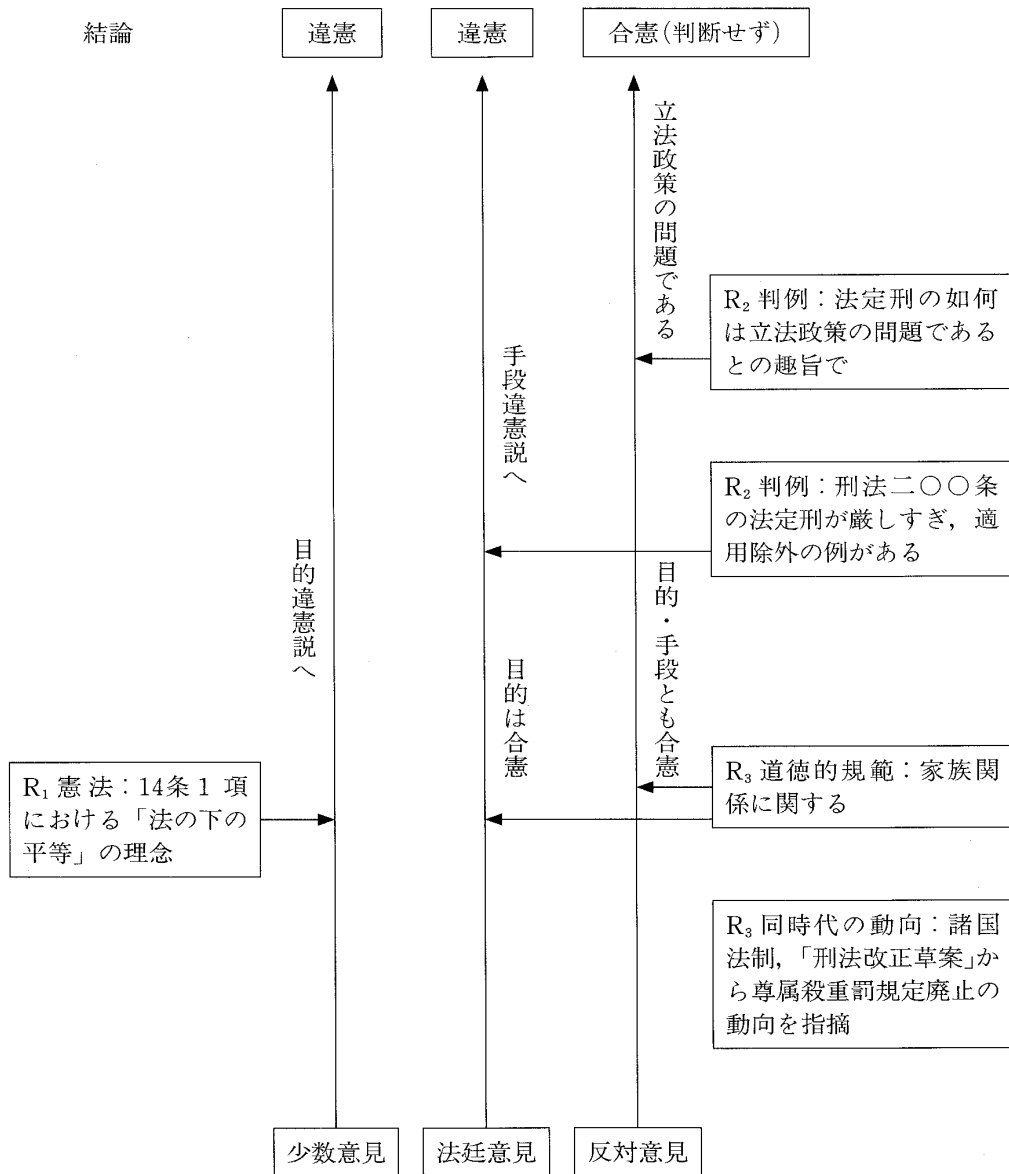 結論
違憲
違憲
合憲(判断せず)
立法政策の問題である
R₂ 判例：法定刑の如何
は立法政策の問題である
との趣旨で
手段違憲説へ
R₂ 判例：刑法二〇〇条
の法定刑が厳しすぎ，適
用除外の例がある
目的違憲説へ
目的は合憲
目的・手段とも合憲
R₁ 憲法：14条1項
における「法の下の
平等」の理念
R₃ 道徳的規範：家族関
係に関する
R₃ 同時代の動向：諸国
法制，「刑法改正草案」か
ら尊属殺重罰規定廃止の
動向を指摘
少数意見
法廷意見
反対意見